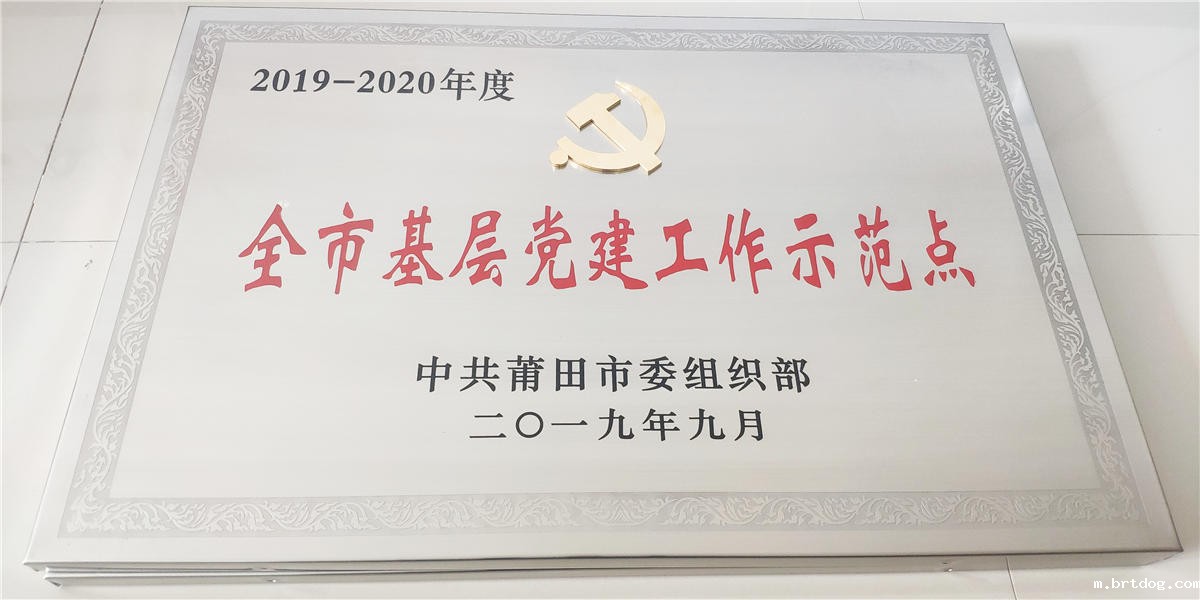 2019-2020年度
全市基层党建工作示范点
中共莆田市委组织部
二〇一九年九月
m.brtdog.com